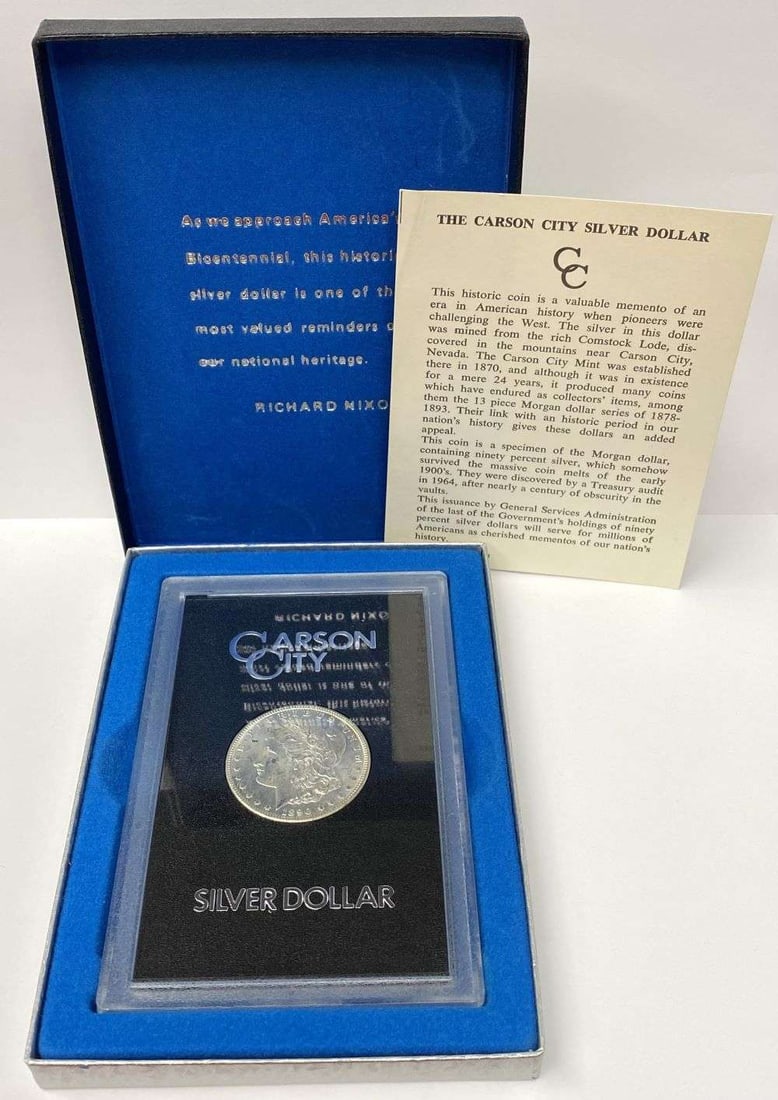 As we approach America's
Bicentennial, this histori
silver dollar is one of th
most valued reminders o
our national heritage.
RICHARD NIXO
THE CARSON CITY SILVER DOLLAR
CC
This historic coin is a valuable memento of an
era in American history when pioneers were
challenging the West. The silver in this dollar
was mined from the rich Comstock Lode, dis-
covered in the mountains near Carson City,
Nevada. The Carson City Mint was established
there in 1870, and although it was in existence
for a mere 24 years, it produced many coins
which have endured as collectors' items, among
them the 13 piece Morgan dollar series of 1878-
1893. Their link with an historic period in our
nation's history gives these dollars an added
appeal.
This coin is a specimen of the Morgan dollar,
containing ninety percent silver, which somehow
survived the massive coin melts of the early
1900's. They were discovered by a Treasury audit
in 1964, after nearly a century of obscurity in the
vaults.
This issuance by General Services Administration
of the last of the Government's holdings of ninety
percent silver dollars will serve for millions of
Americans as cherished mementos of our nation's
history.
RICHARD NIXO
CARSON
CITY
SILVER DOLLAR